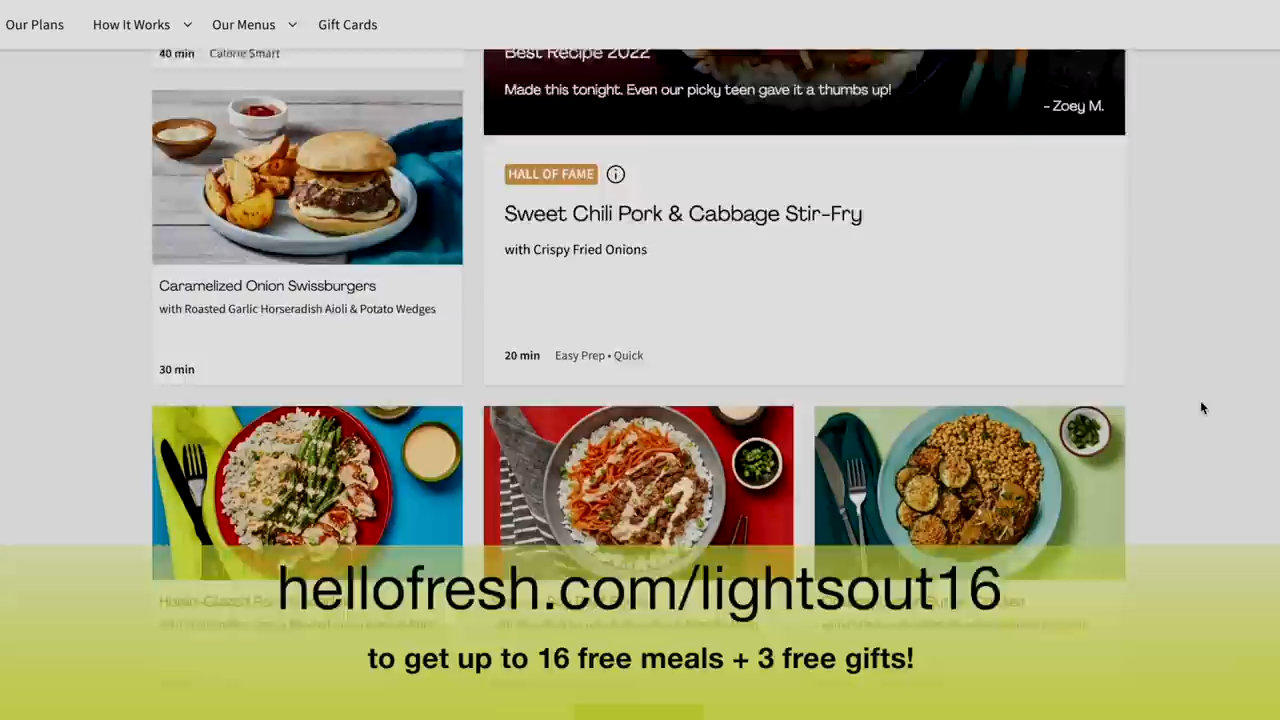 Our Plans
How It Works
Our Menus
Gift Cards
40 min Calorie Smart
Best Recipe 2022
Made this tonight. Even our picky teen gave it a thumbs up!
- Zoey M.
HALL OF FAME
Sweet Chili Pork & Cabbage Stir-Fry
with Crispy Fried Onions
20 min Easy Prep • Quick
Caramelized Onion Swissburgers
with Roasted Garlic Horseradish Aioli & Potato Wedges
30 min
hellofresh.com/lightsout16
to get up to 16 free meals + 3 free gifts!